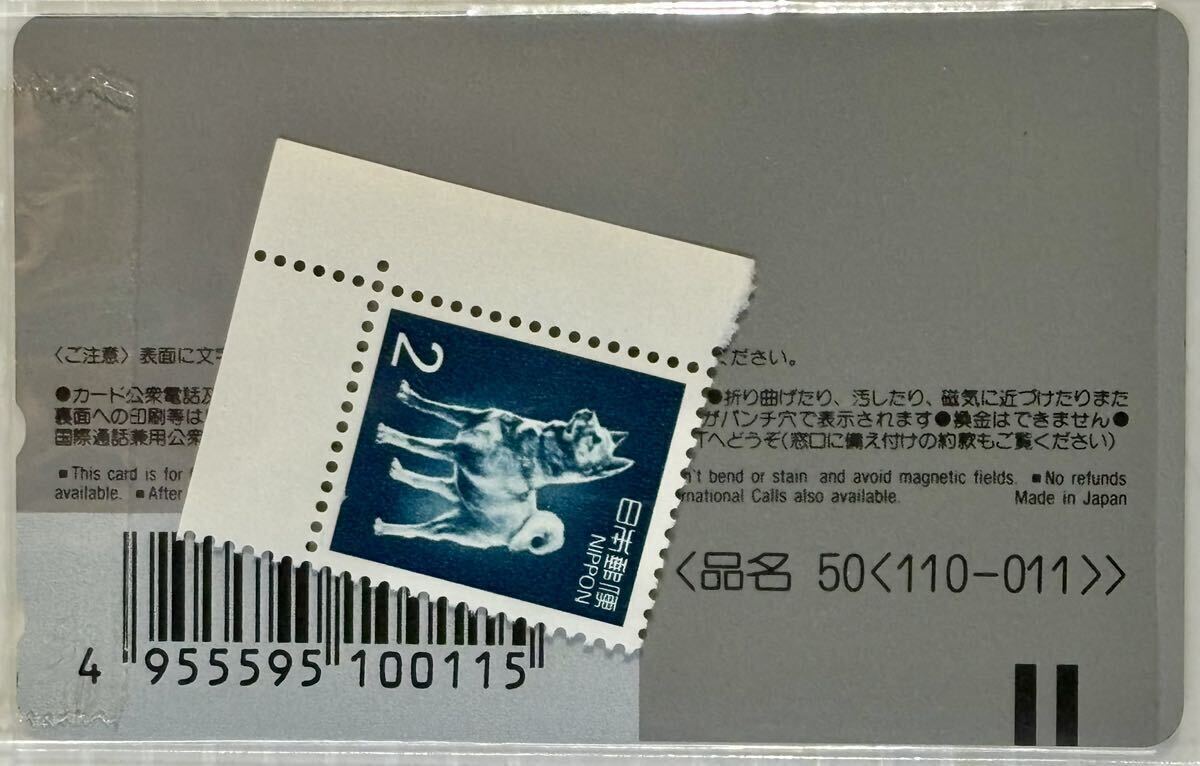 〈ご注意〉表面に文字
ください。
●カード公衆電話及
●折り曲げたり、汚したり、磁気に近づけたりまた
裏面への印刷等は
がパンチ穴で表示されます●換金はできません●
国際通話兼用公衆
Tへどうぞ(窓口に備え付けの約款もご覧ください)
■This card is for
't bend or stain and avoid magnetic fields. ■No refunds
available. ■After
rnational Calls also available.
Made in Japan
2
日本郵便
NIPPON
<品名 50<110-011>>
4 955595 100115